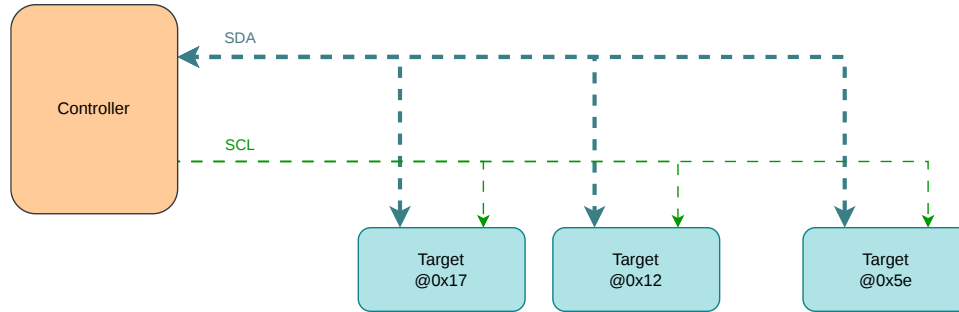 SDA
Controller
SCL
Target
@0x17
Target
@0x12
Target
@0x5e